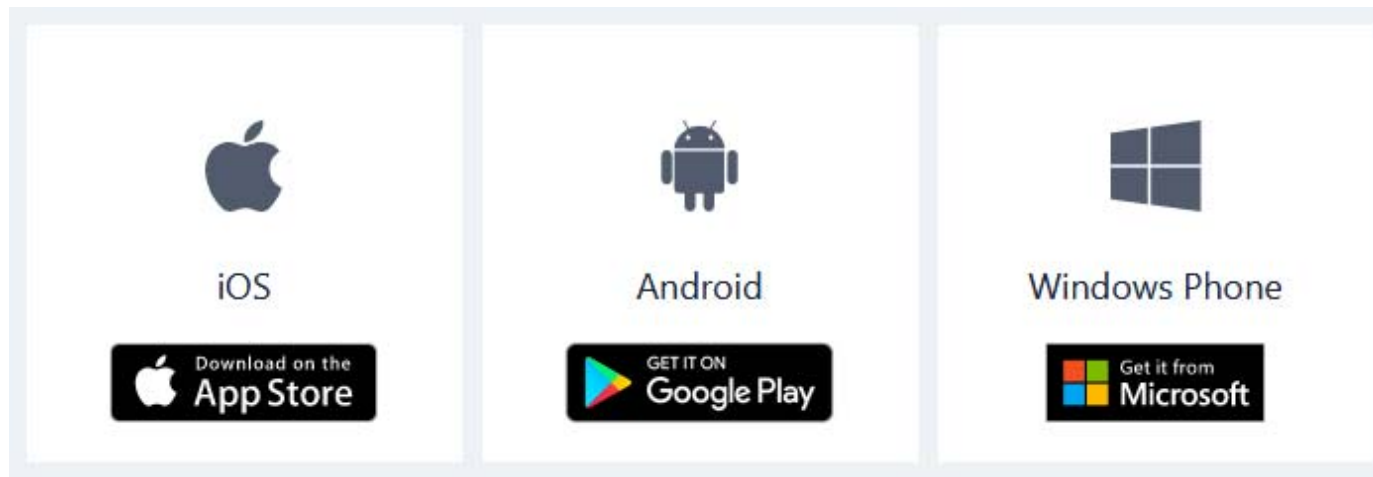 iOS
Download on the
App Store
Android
GET IT ON
Google Play
Windows Phone
Get it from
Microsoft